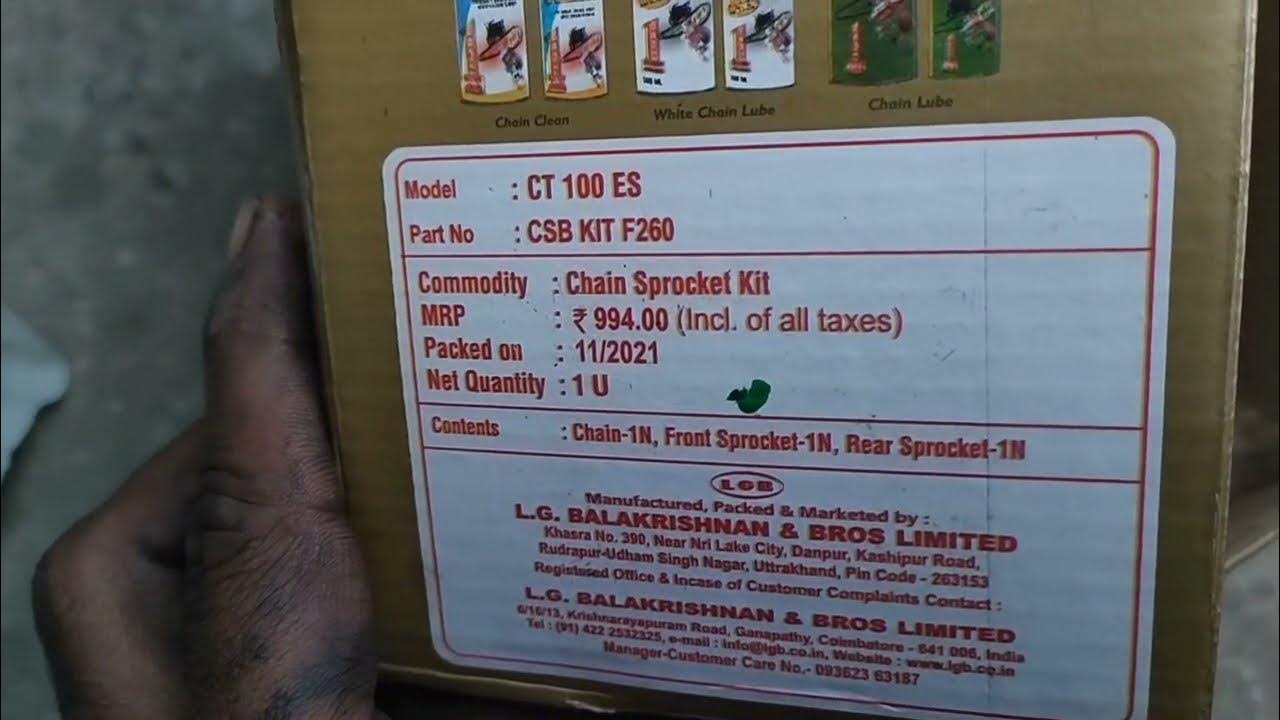 Chain Clean
White Chain Lube
Chain Lube
Model : CT 100 ES
Part No : CSB KIT F260
Commodity : Chain Sprocket Kit
MRP : ₹ 994.00 (Incl. of all taxes)
Packed on : 11/2021
Net Quantity : 1 U
Contents : Chain-1N, Front Sprocket-1N, Rear Sprocket-1N
LGB
Manufactured, Packed & Marketed by :
L.G. BALAKRISHNAN & BROS LIMITED
Khasra No. 390, Near Nri Lake City, Danpur, Kashipur Road,
Rudrapur-Udham Singh Nagar, Uttrakhand, Pin Code - 263153
Registused Office & Incase of Customer Complaints Contact :
L.G. BALAKRISHNAN & BROS LIMITED
6/16/13, Krishnarayapuram Road, Ganapathy, Coimbatore - 641 006, India
Tel : (91) 422 2532325, e-mail : info@lgb.co.in, Website : www.lgb.co.in
Manager-Customer Care No.- 09362 63187